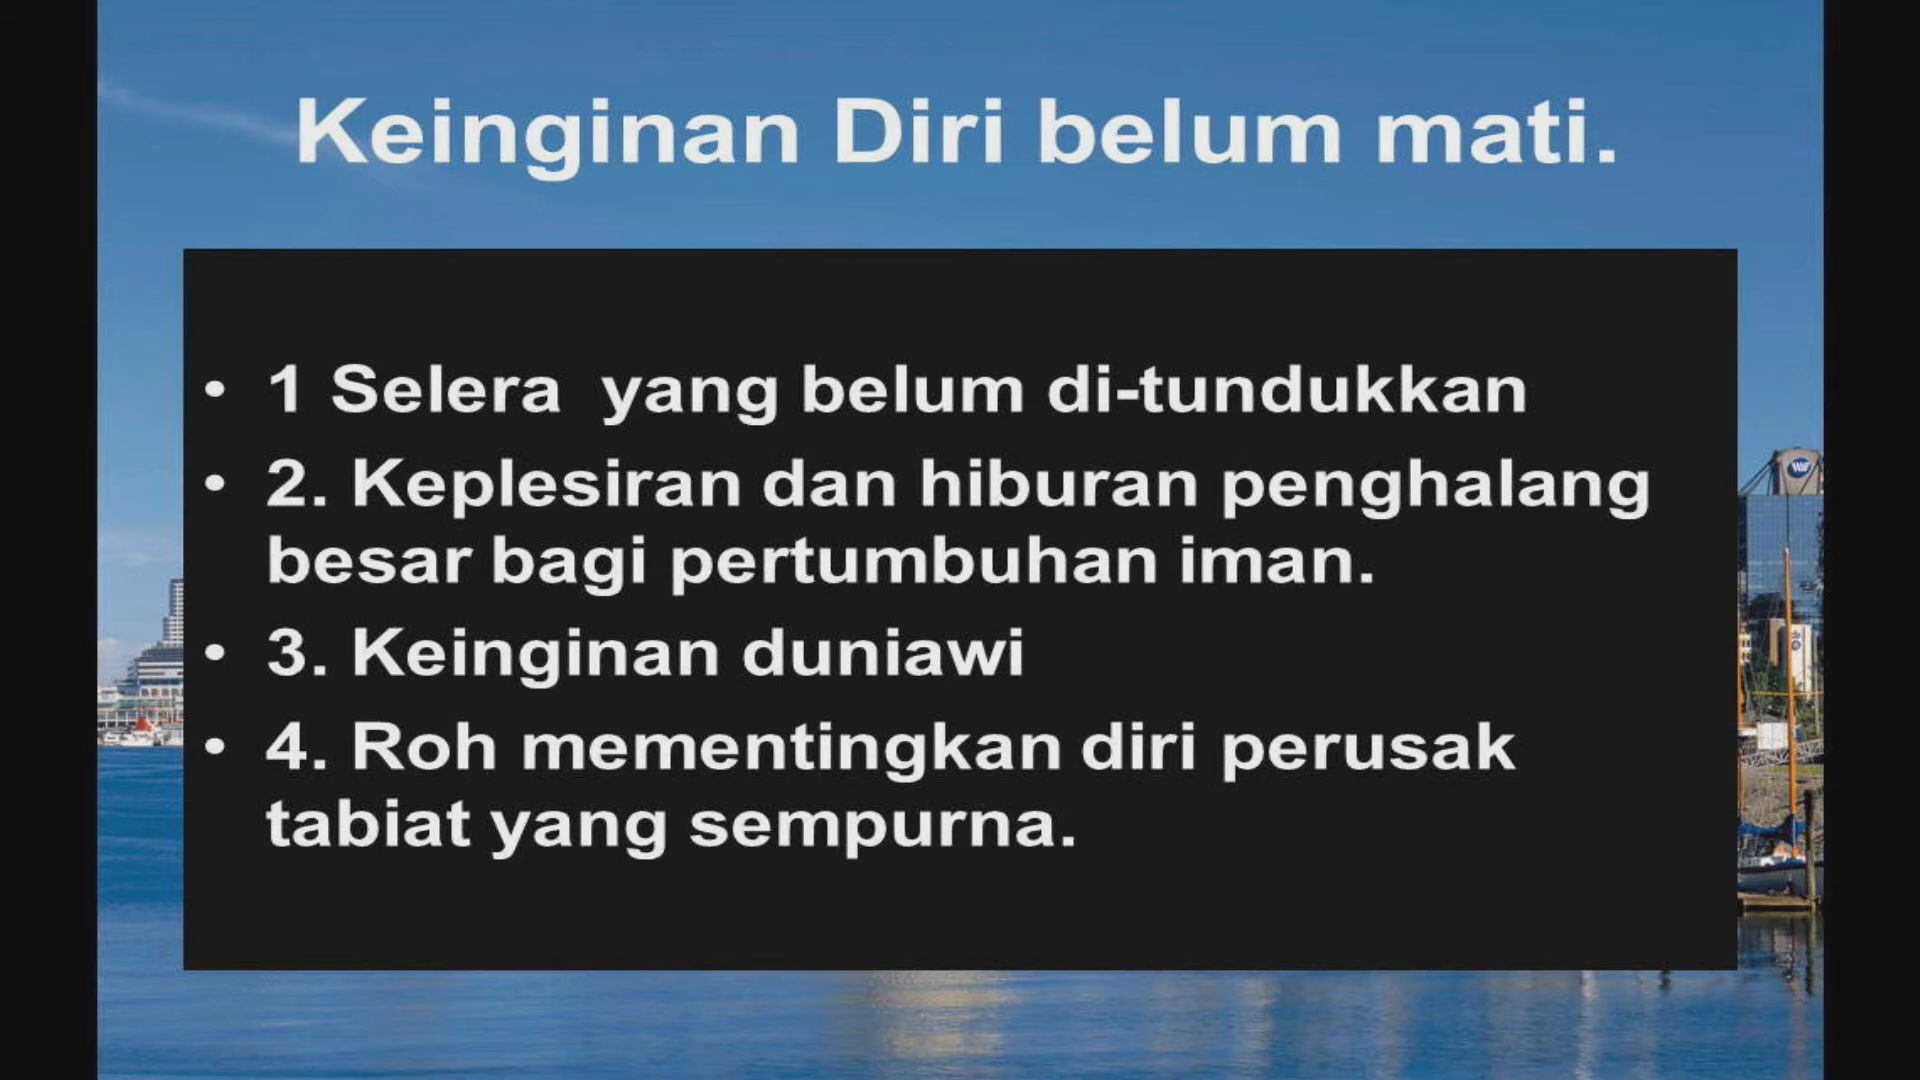 Keinginan Diri belum mati.
• 1 Selera  yang belum di-tundukkan
• 2. Keplesiran dan hiburan penghalang
besar bagi pertumbuhan iman.
• 3. Keinginan duniawi
• 4. Roh mementingkan diri perusak
tabiat yang sempurna.